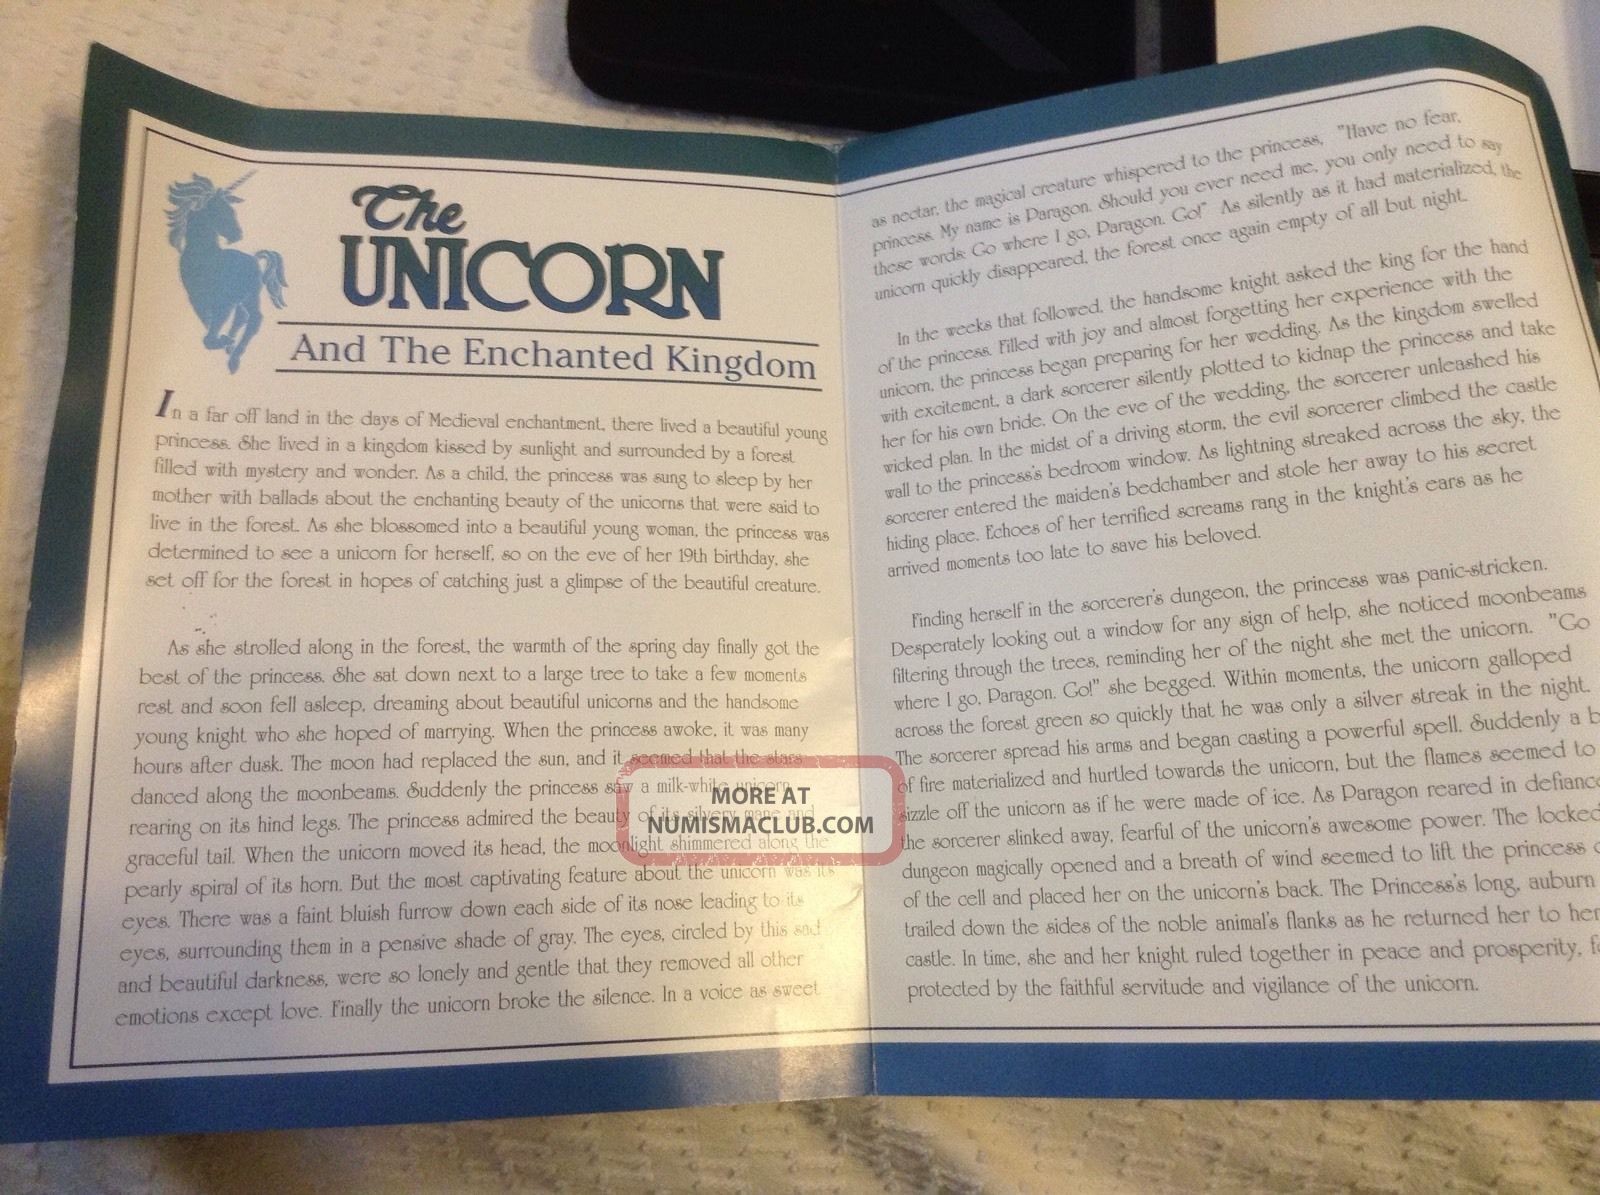 The
UNICORN
And The Enchanted Kingdom
In a far off land in the days of Medieval enchantment, there lived a beautiful young
princess. She lived in a kingdom kissed by sunlight and surrounded by a forest
filled with mystery and wonder. As a child, the princess was sung to sleep by her
mother with ballads about the enchanting beauty of the unicorns that were said to
live in the forest. As she blossomed into a beautiful young woman, the princess was
determined to see a unicorn for herself, so on the eve of her 19th birthday, she
set off for the forest in hopes of catching just a glimpse of the beautiful creature.
As she strolled along in the forest, the warmth of the spring day finally got the
best of the princess. She sat down next to a large tree to take a few moments
rest and soon fell asleep, dreaming about beautiful unicorns and the handsome
young knight who she hoped of marrying. When the princess awoke, it was many
hours after dusk. The moon had replaced the sun, and it seemed that the stars
danced along the moonbeams. Suddenly the princess saw a milk-white unicorn
rearing on its hind legs. The princess admired the beauty of its silvery mane and
graceful tail. When the unicorn moved its head, the moonlight shimmered along the
pearly spiral of its horn. But the most captivating feature about the unicorn was its
eyes. There was a faint bluish furrow down each side of its nose leading to its
eyes, surrounding them in a pensive shade of gray. The eyes, circled by this sad
and beautiful darkness, were so lonely and gentle that they removed all other
emotions except love. Finally the unicorn broke the silence. In a voice as sweet
as nectar, the magical creature whispered to the princess, "Have no fear,
princess. My name is Paragon. Should you ever need me, you only need to say
these words: Go where I go, Paragon. Go!" As silently as it had materialized, the
unicorn quickly disappeared, the forest once again empty of all but night.
In the weeks that followed, the handsome knight asked the king for the hand
of the princess. Filled with joy and almost forgetting her experience with the
unicorn, the princess began preparing for her wedding. As the kingdom swelled
with excitement, a dark sorcerer silently plotted to kidnap the princess and take
her for his own bride. On the eve of the wedding, the sorcerer unleashed his
wicked plan. In the midst of a driving storm, the evil sorcerer climbed the castle
wall to the princess's bedroom window. As lightning streaked across the sky, the
sorcerer entered the maiden's bedchamber and stole her away to his secret
hiding place. Echoes of her terrified screams rang in the knight's ears as he
arrived moments too late to save his beloved.
Finding herself in the sorcerer's dungeon, the princess was panic-stricken.
Desperately looking out a window for any sign of help, she noticed moonbeams
filtering through the trees, reminding her of the night she met the unicorn. "Go
where I go, Paragon. Go!" she begged. Within moments, the unicorn galloped
across the forest green so quickly that he was only a silver streak in the night.
The sorcerer spread his arms and began casting a powerful spell. Suddenly a b
of fire materialized and hurtled towards the unicorn, but the flames seemed to
sizzle off the unicorn as if he were made of ice. As Paragon reared in defiance
the sorcerer slinked away, fearful of the unicorn's awesome power. The locked
dungeon magically opened and a breath of wind seemed to lift the princess
of the cell and placed her on the unicorn's back. The Princess's long, auburn
trailed down the sides of the noble animal's flanks as he returned her to her
castle. In time, she and her knight ruled together in peace and prosperity, f
protected by the faithful servitude and vigilance of the unicorn.
MORE AT
NUMISMACLUB.COM